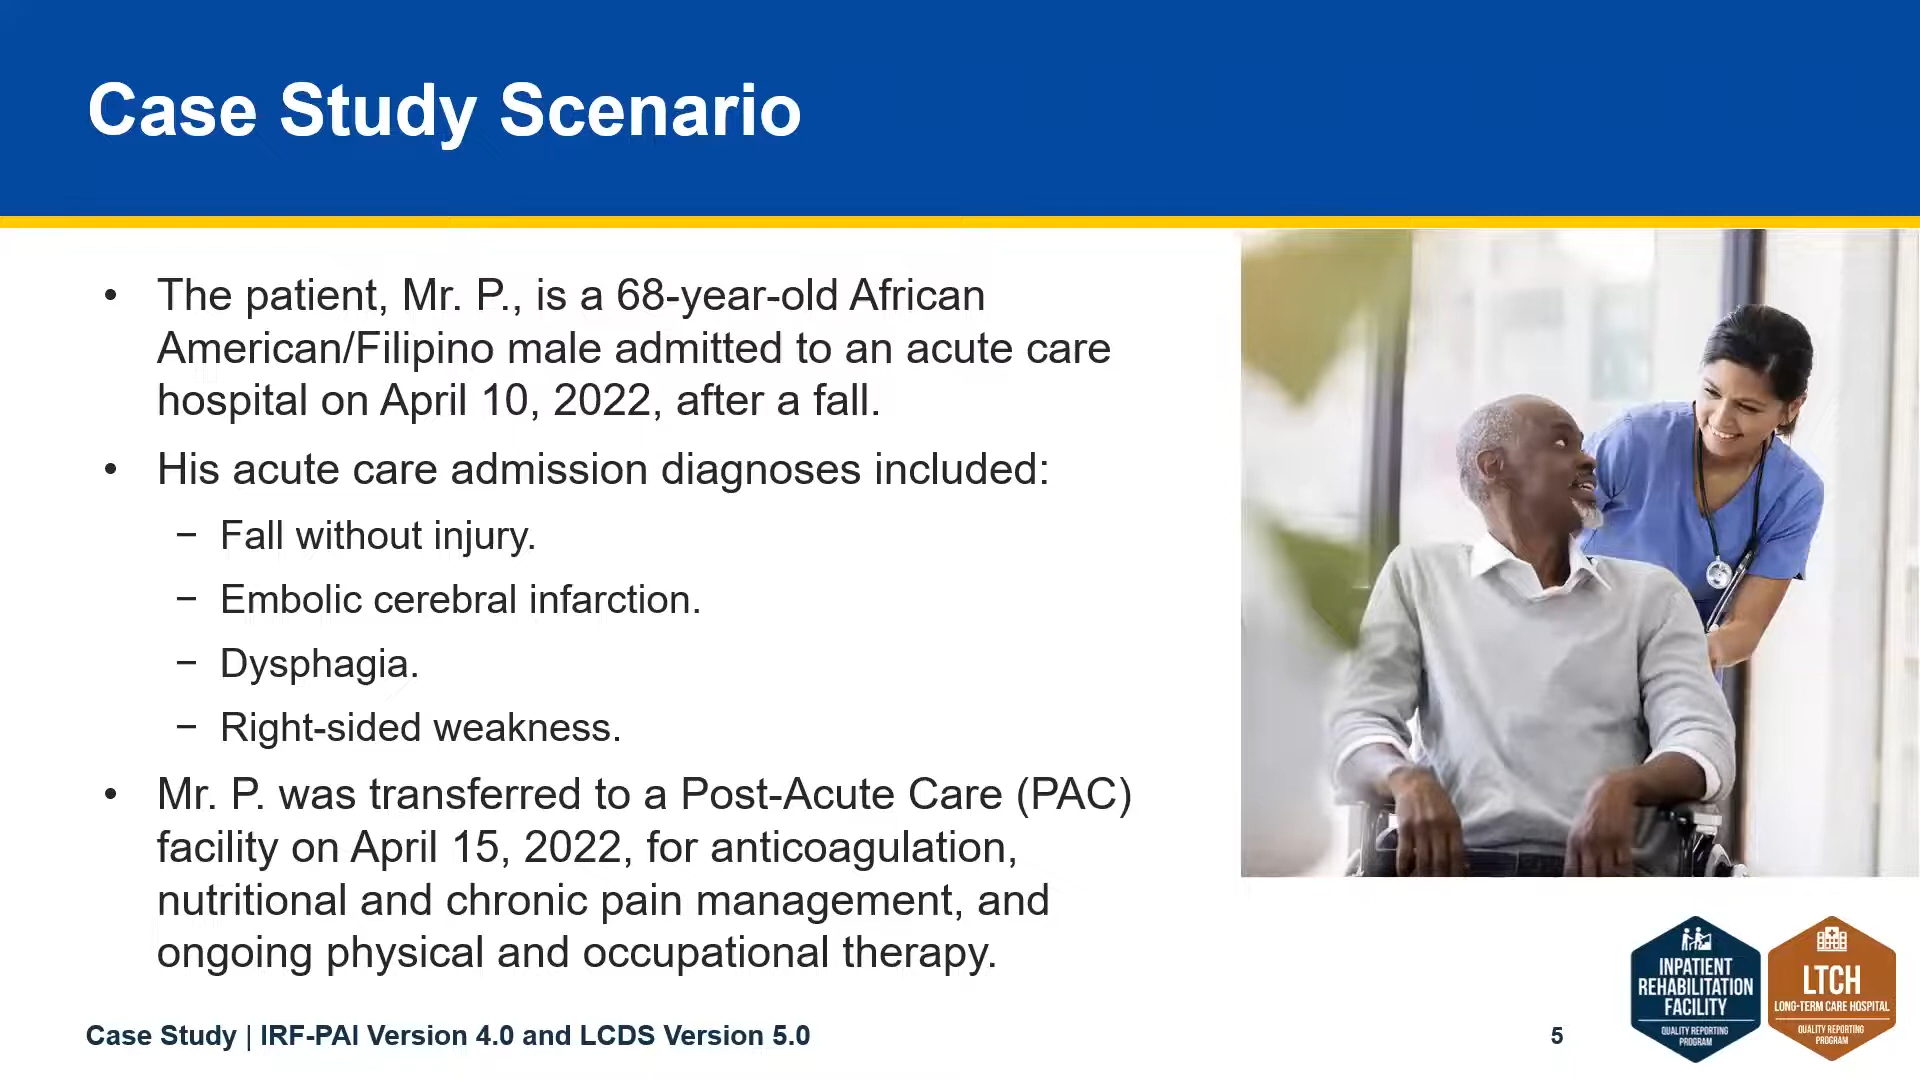 Case Study Scenario
• The patient, Mr. P., is a 68-year-old African
American/Filipino male admitted to an acute care
hospital on April 10, 2022, after a fall.
• His acute care admission diagnoses included:
− Fall without injury.
− Embolic cerebral infarction.
− Dysphagia.
− Right-sided weakness.
• Mr. P. was transferred to a Post-Acute Care (PAC)
facility on April 15, 2022, for anticoagulation,
nutritional and chronic pain management, and
ongoing physical and occupational therapy.
Case Study | IRF-PAI Version 4.0 and LCDS Version 5.0
5
INPATIENT
REHABILITATION
FACILITY
QUALITY REPORTING
PROGRAM
LTCH
LONG-TERM CARE HOSPITAL
QUALITY REPORTING
PROGRAM